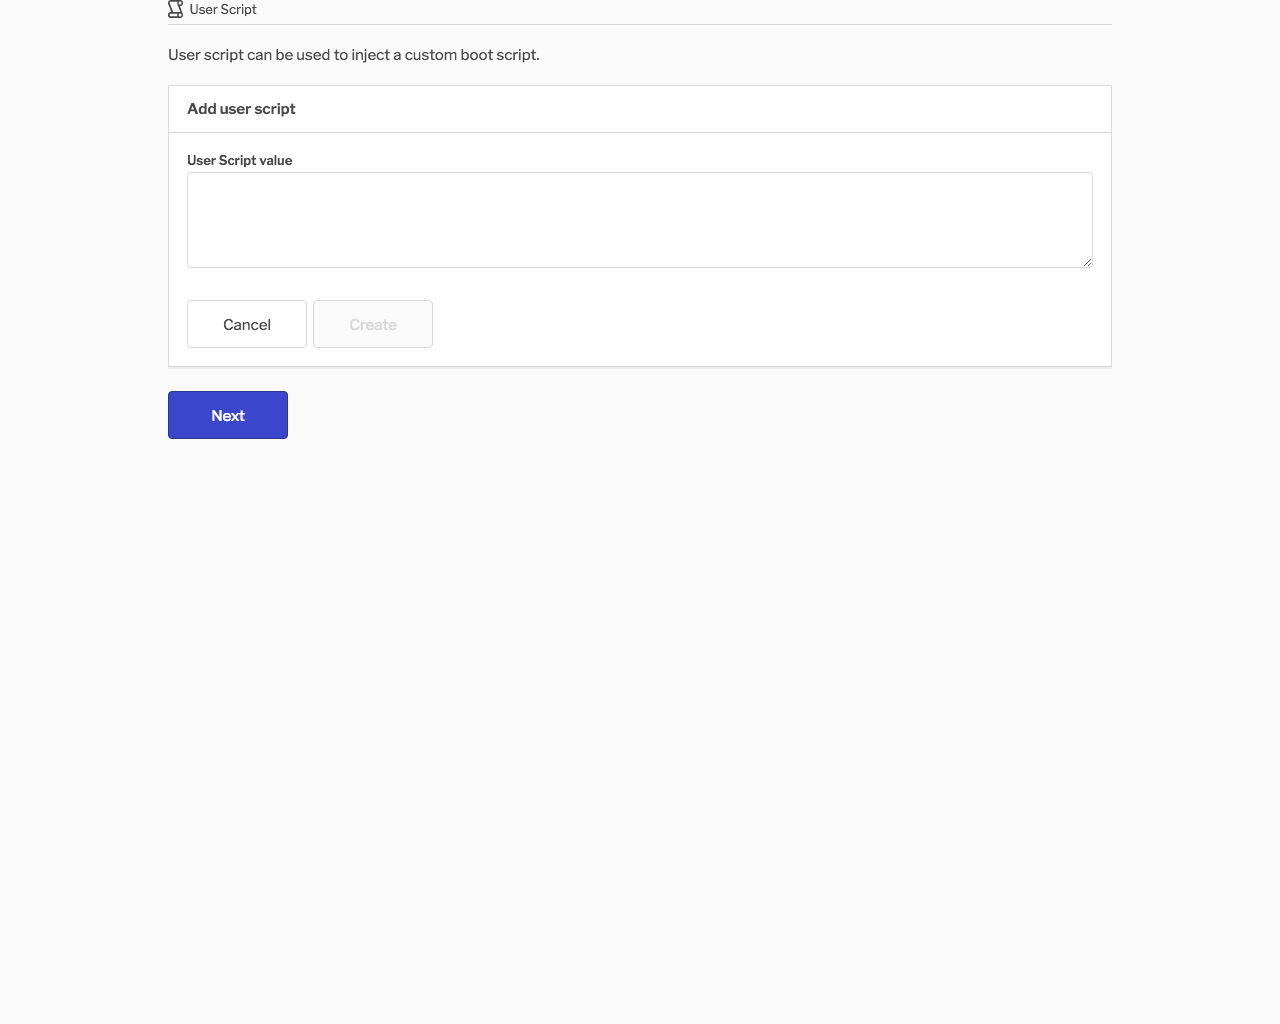 User Script
User script can be used to inject a custom boot script.
Add user script
User Script value
Cancel
Create
Next